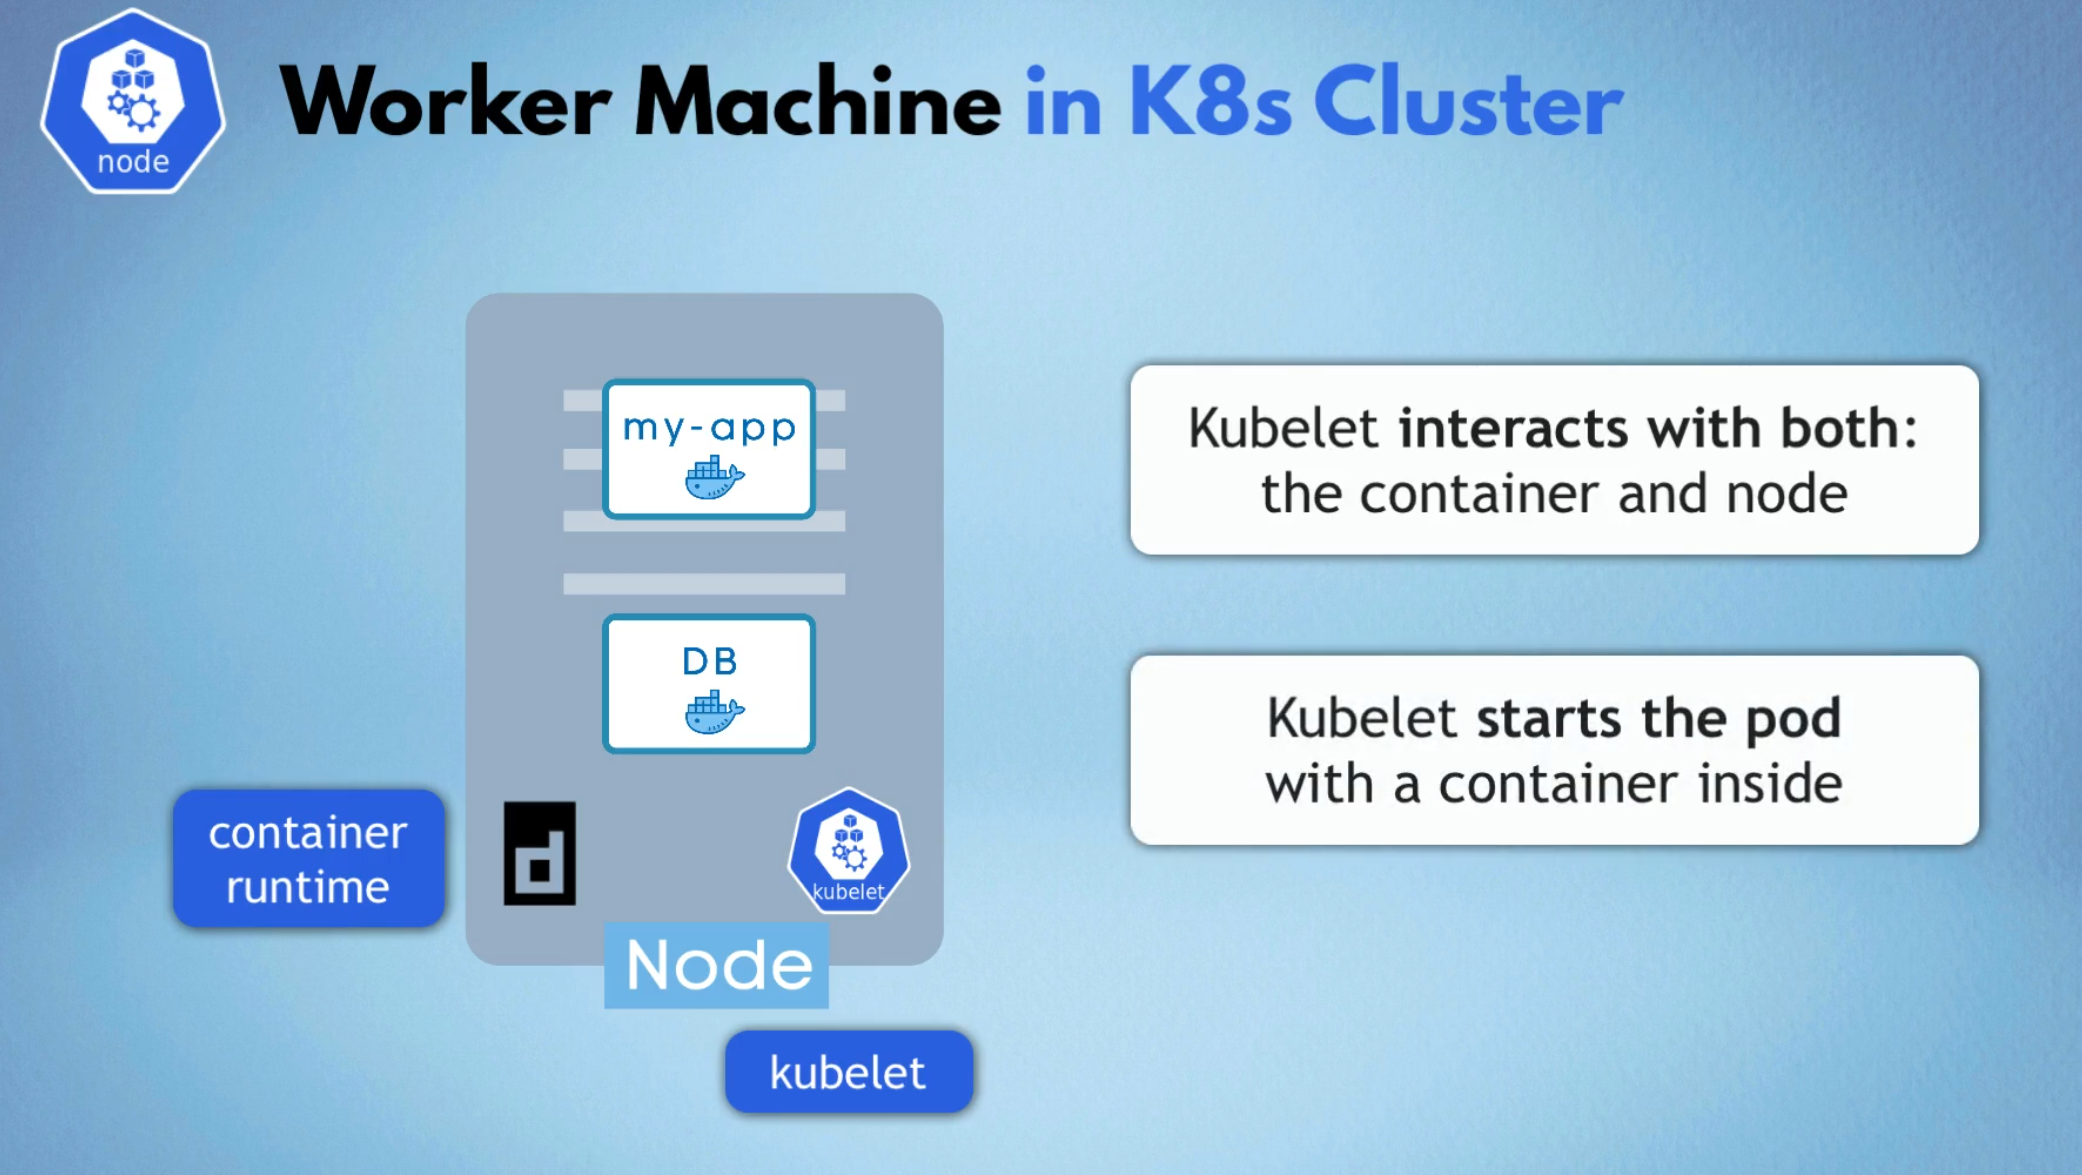 node
Worker Machine in K8s Cluster
my-app
DB
container
runtime
d
kubelet
Node
kubelet
Kubelet interacts with both:
the container and node
Kubelet starts the pod
with a container inside